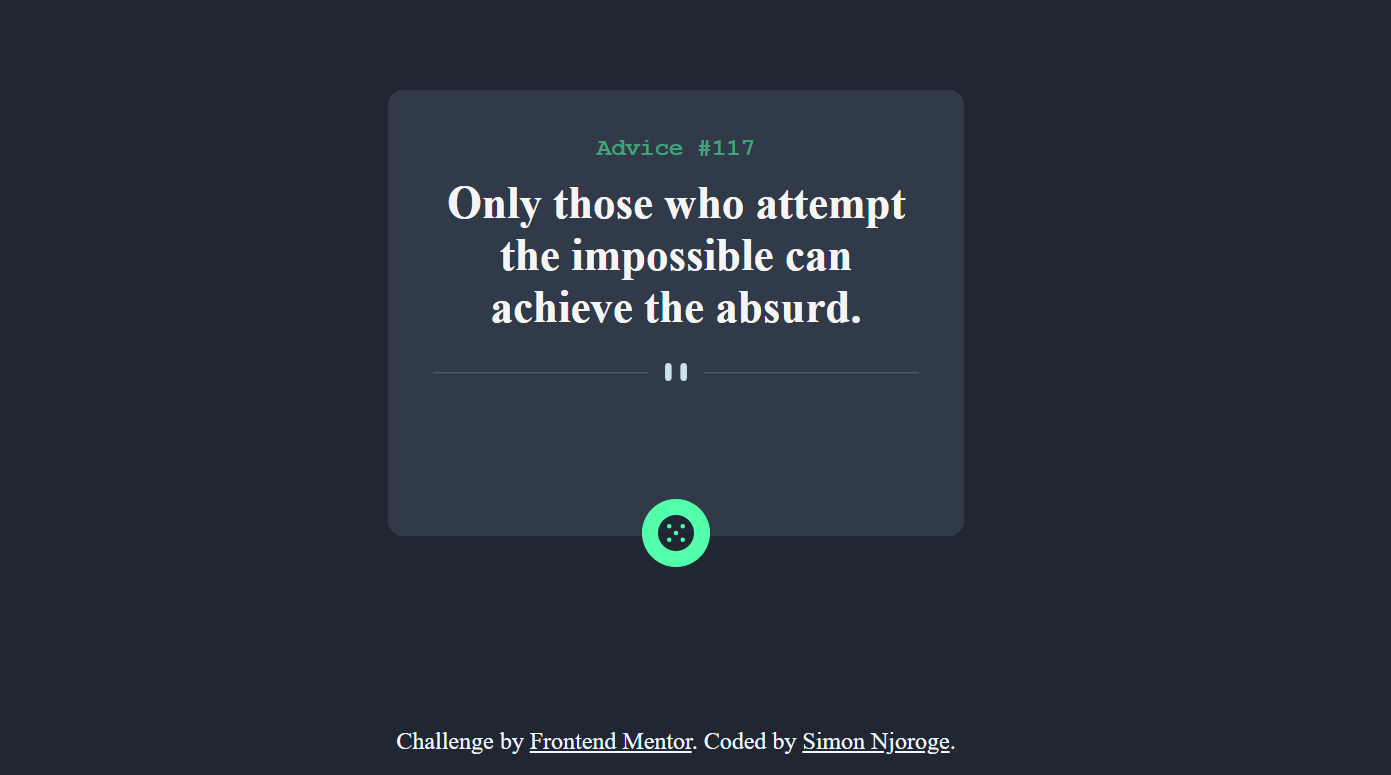 Advice #117
Only those who attempt
the impossible can
achieve the absurd.
Challenge by Frontend Mentor. Coded by Simon Njoroge.